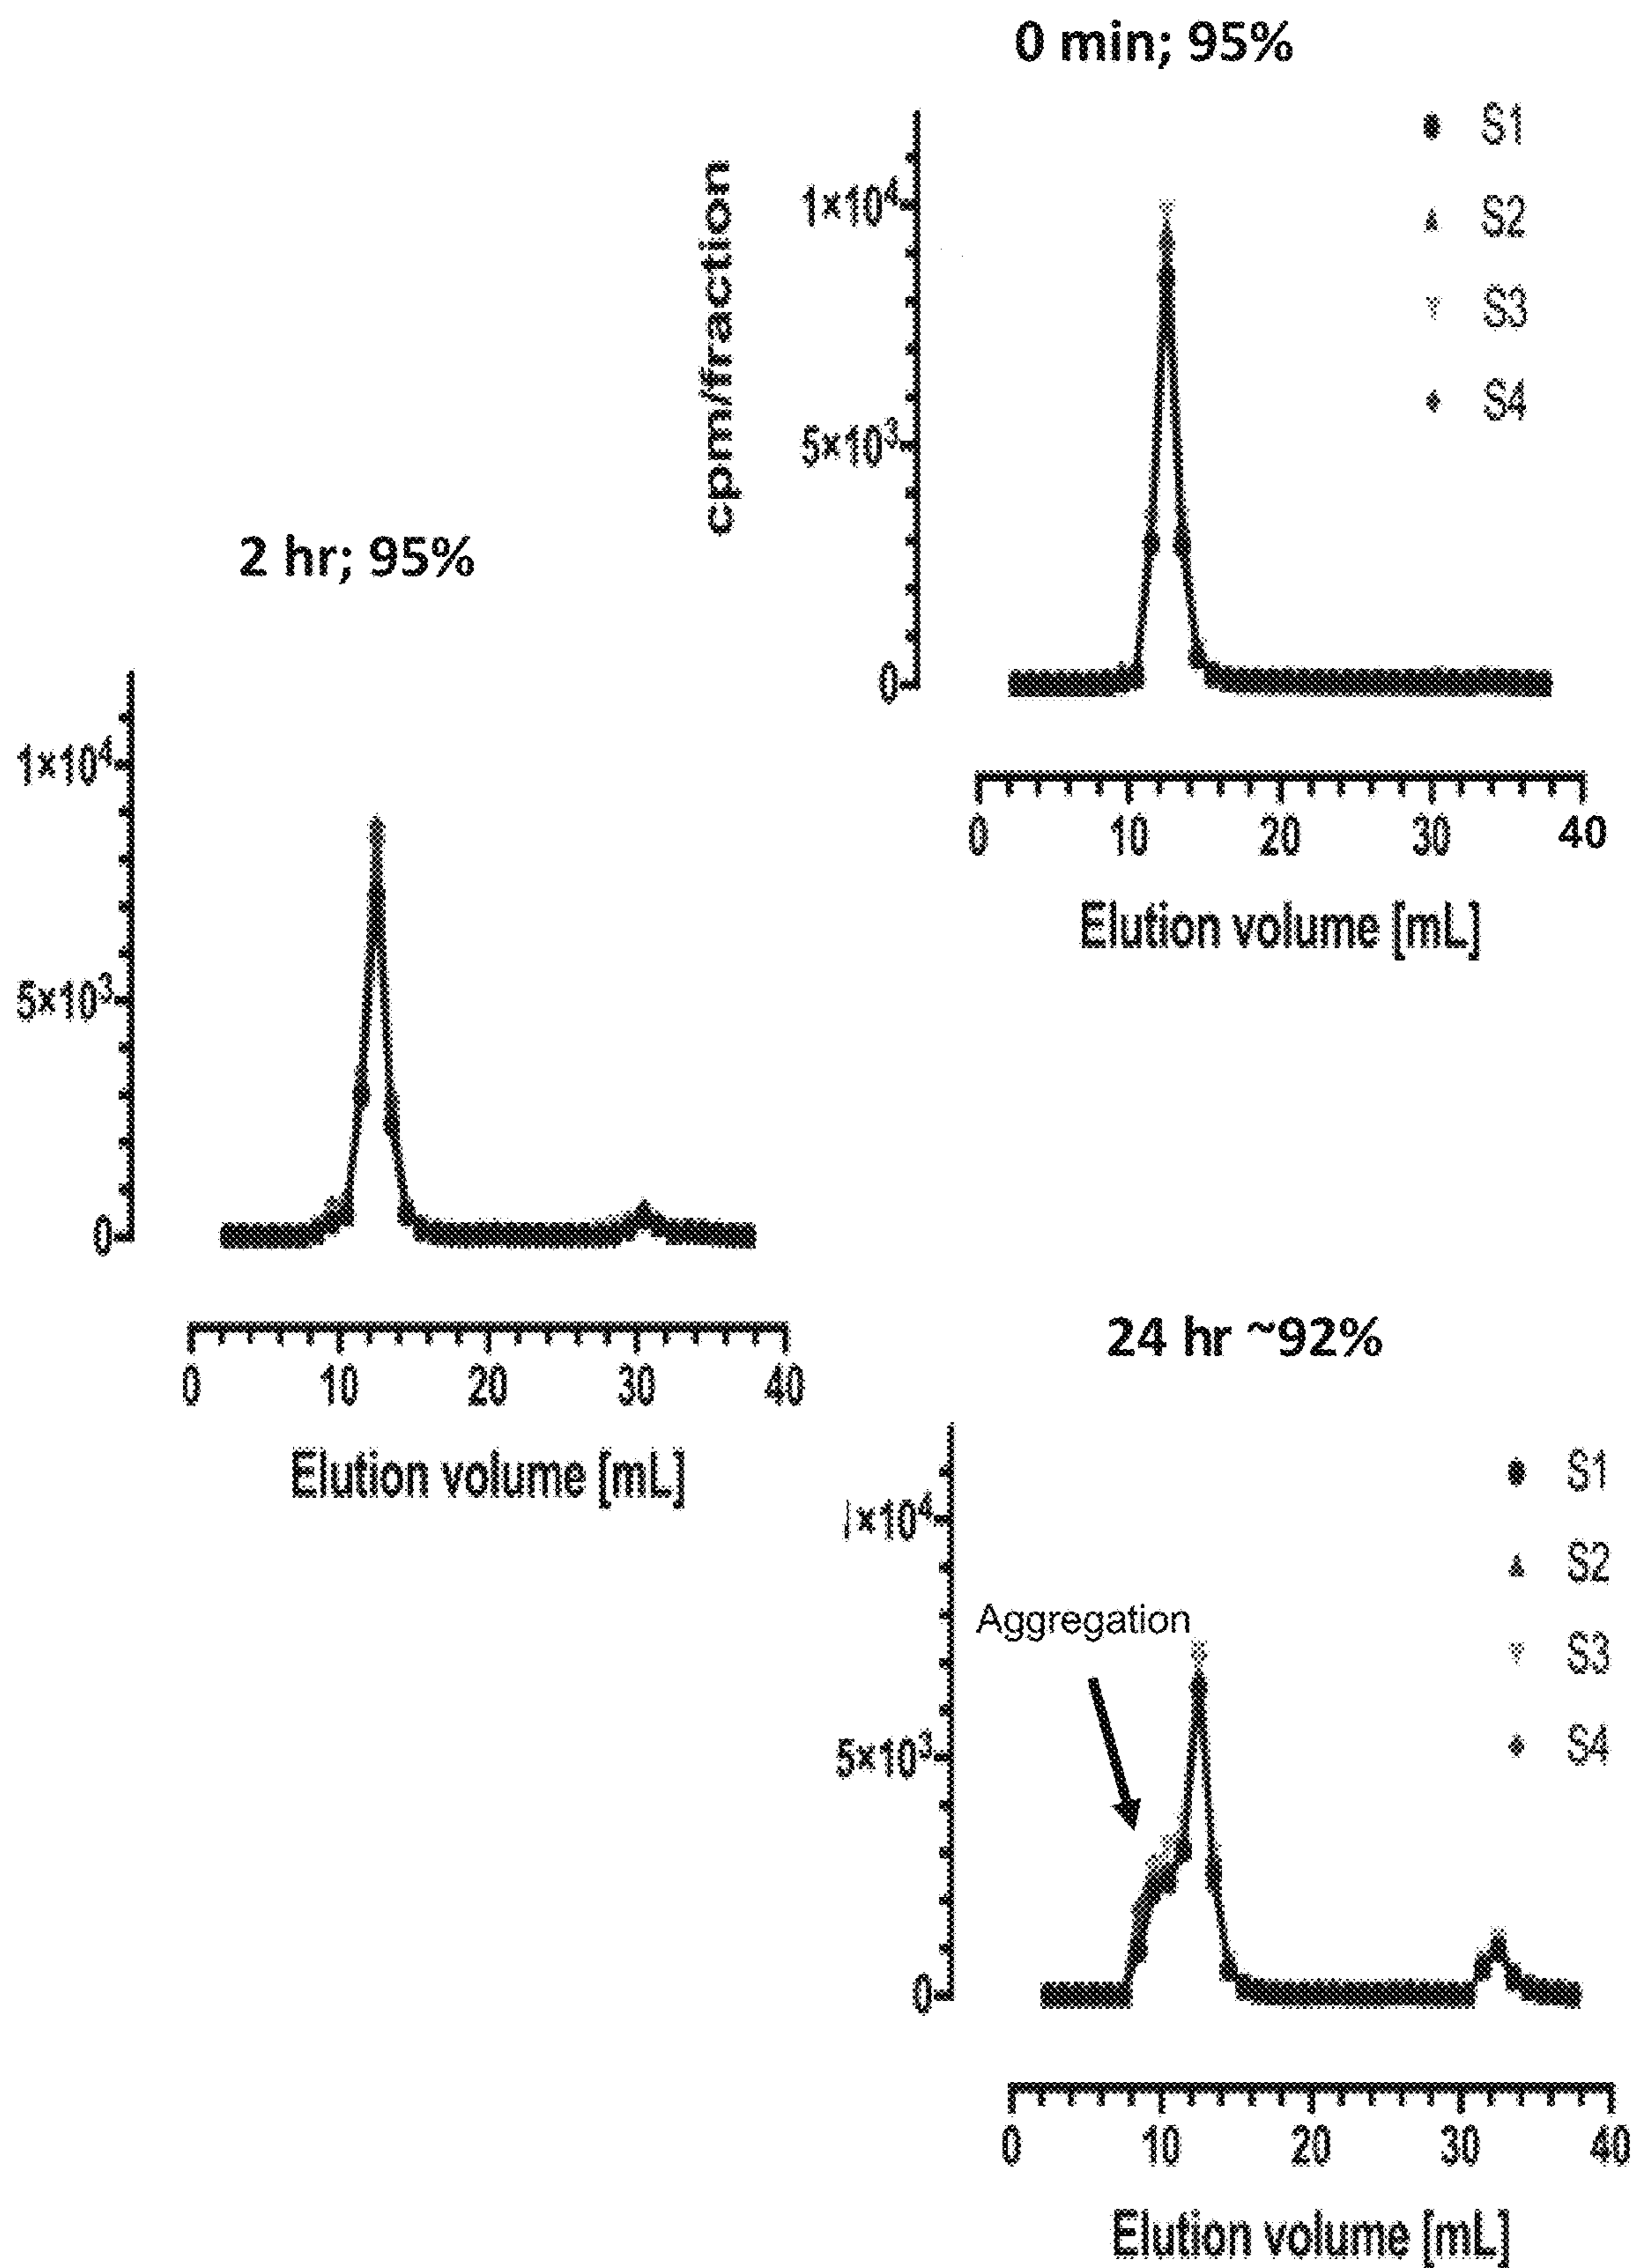 0 min; 95%
S1
S2
S3
S4
cpm/fraction
1×10⁴
5×10³
0
0 10 20 30 40
Elution volume [mL]
2 hr; 95%
1×10⁴
5×10³
0
0 10 20 30 40
Elution volume [mL]
24 hr ~92%
S1
S2
S3
S4
Aggregation
|×10⁴
5×10³
0
0 10 20 30 40
Elution volume [mL]